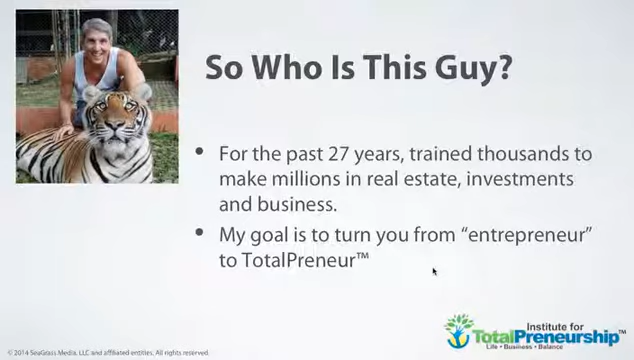 So Who Is This Guy?
• For the past 27 years, trained thousands to
make millions in real estate, investments
and business.
• My goal is to turn you from “entrepreneur”
to TotalPreneur™
Institute for
TotalPreneurship™
Life • Business • Balance
© 2014 SeaGrass Media, LLC and affiliated entities. All rights reserved.